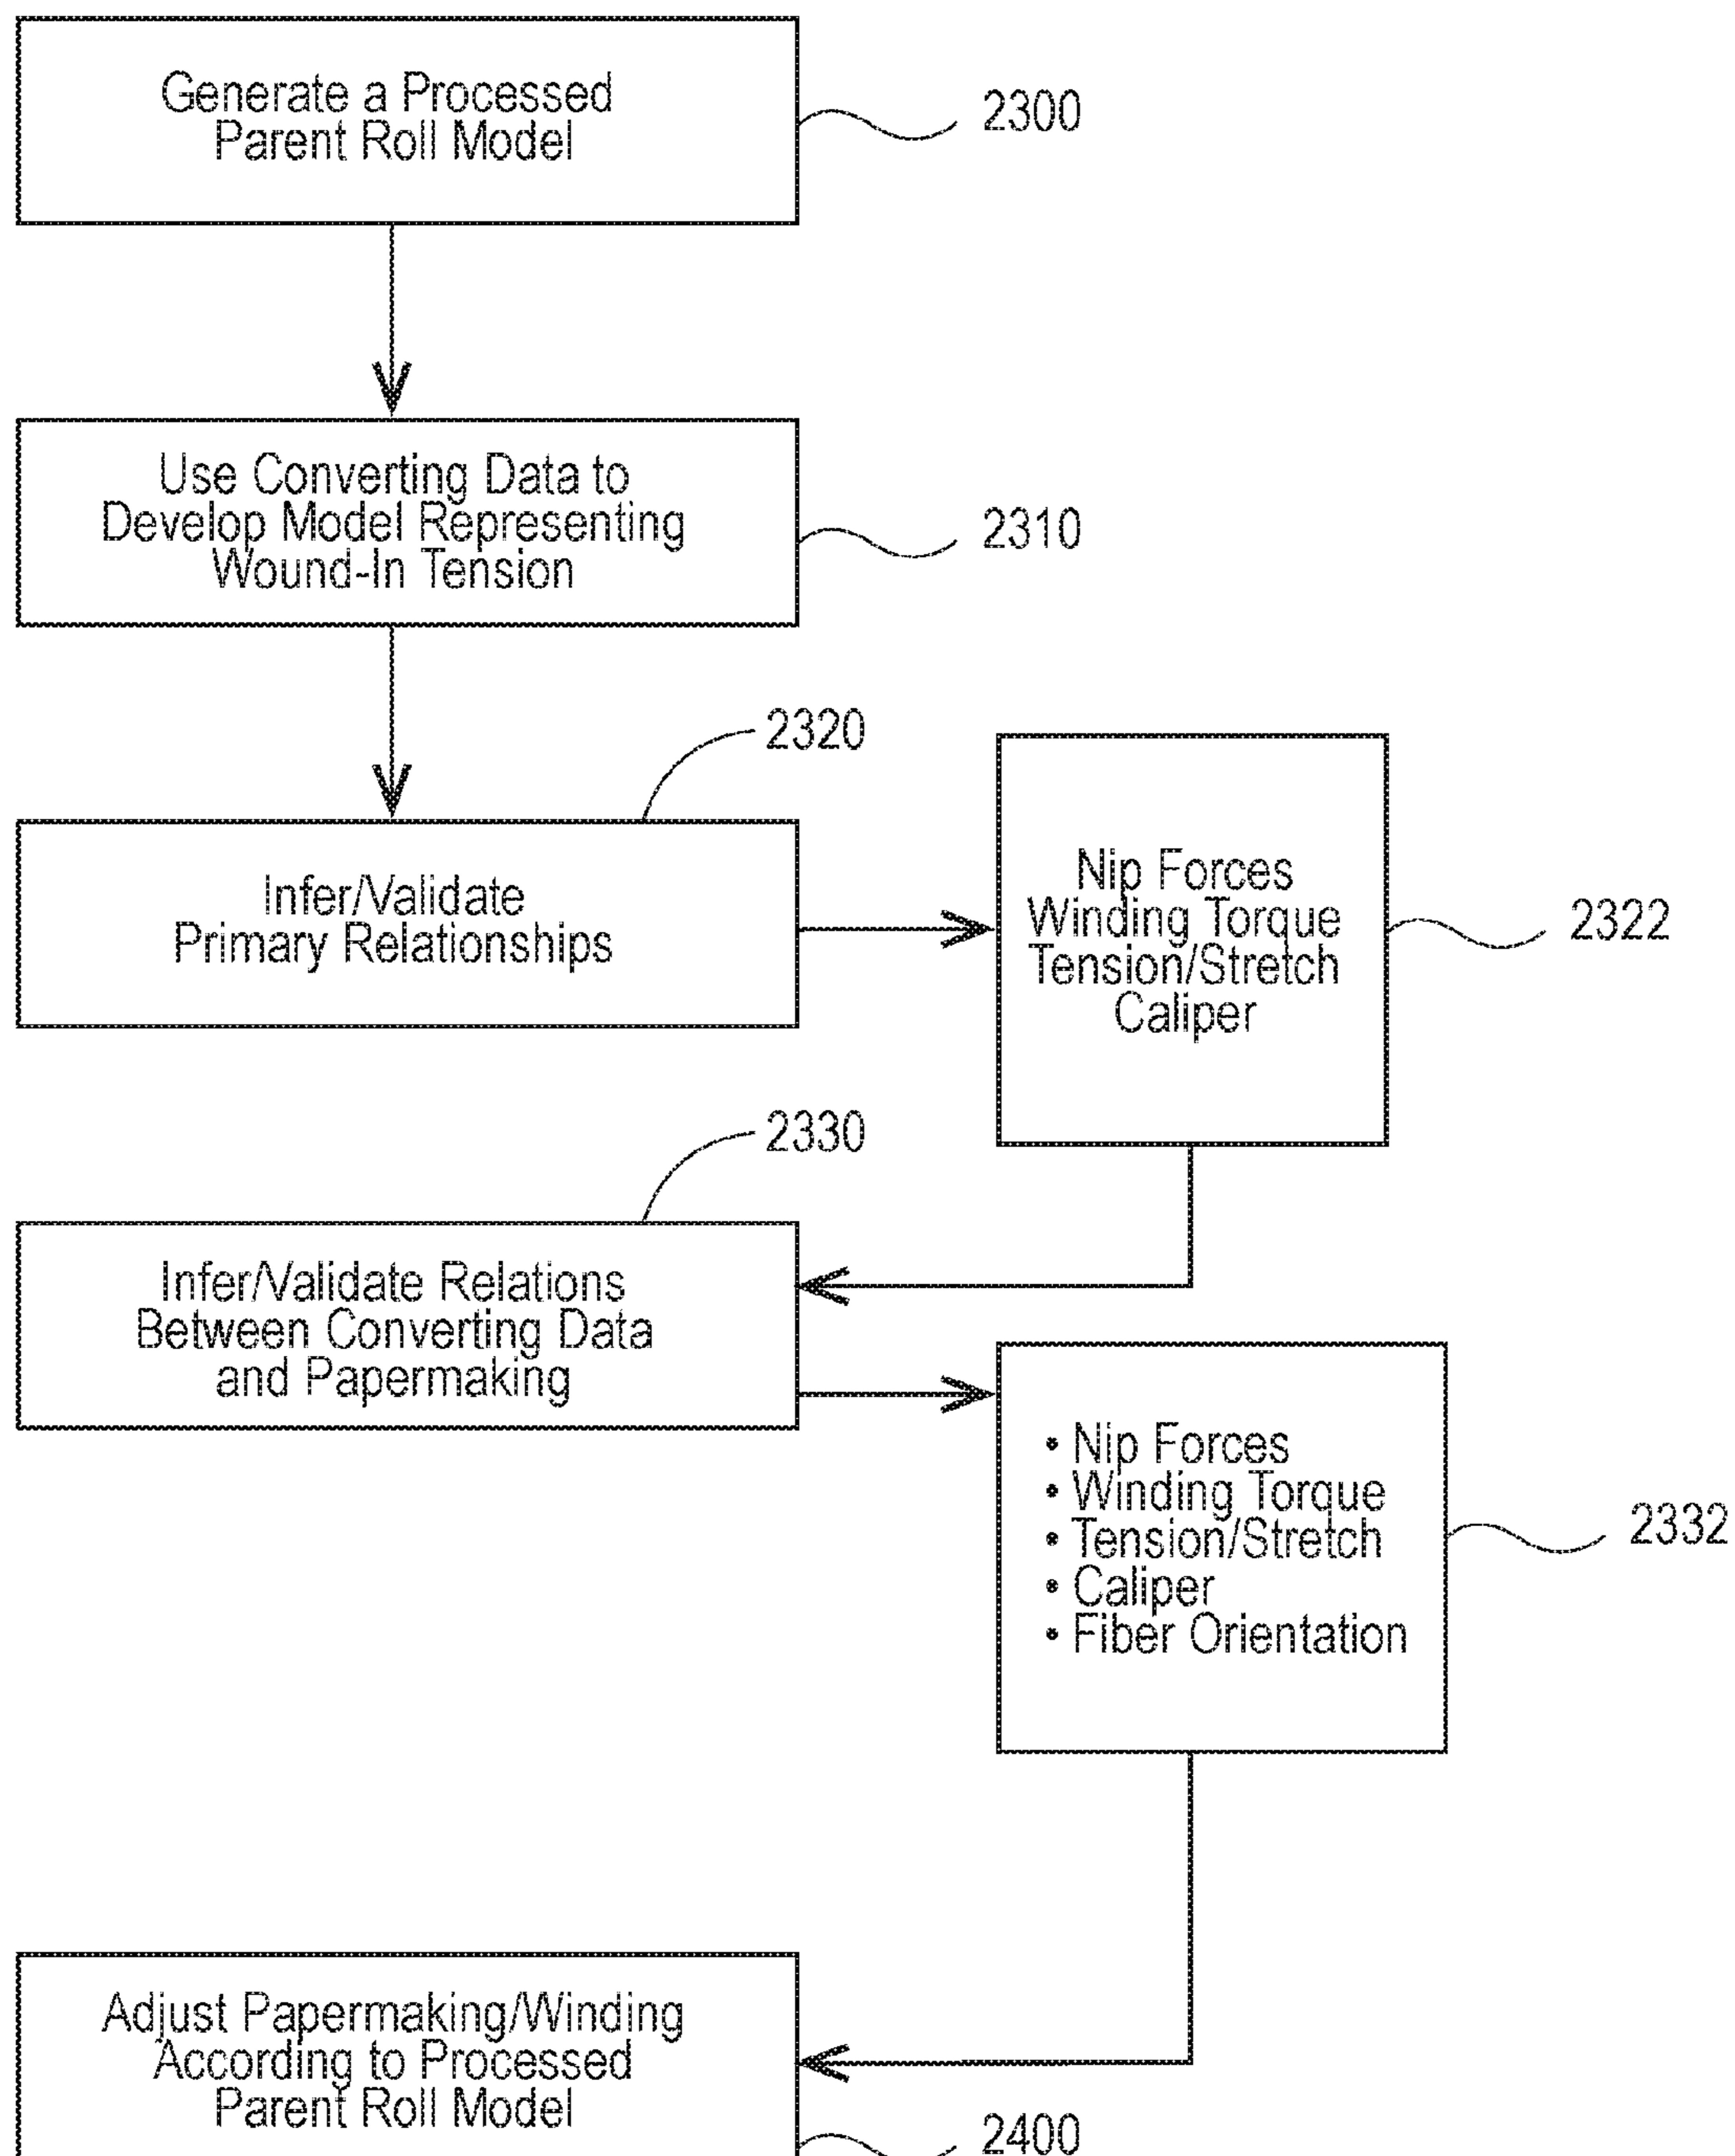 Generate a Processed
Parent Roll Model
2300
Use Converting Data to
Develop Model Representing
Wound-In Tension
2310
2320
Infer/Validate
Primary Relationships
Nip Forces
Winding Torque
Tension/Stretch
Caliper
2322
2330
Infer/Validate Relations
Between Converting Data
and Papermaking
• Nip Forces
• Winding Torque
• Tension/Stretch
• Caliper
• Fiber Orientation
2332
Adjust Papermaking/Winding
According to Processed
Parent Roll Model
2400